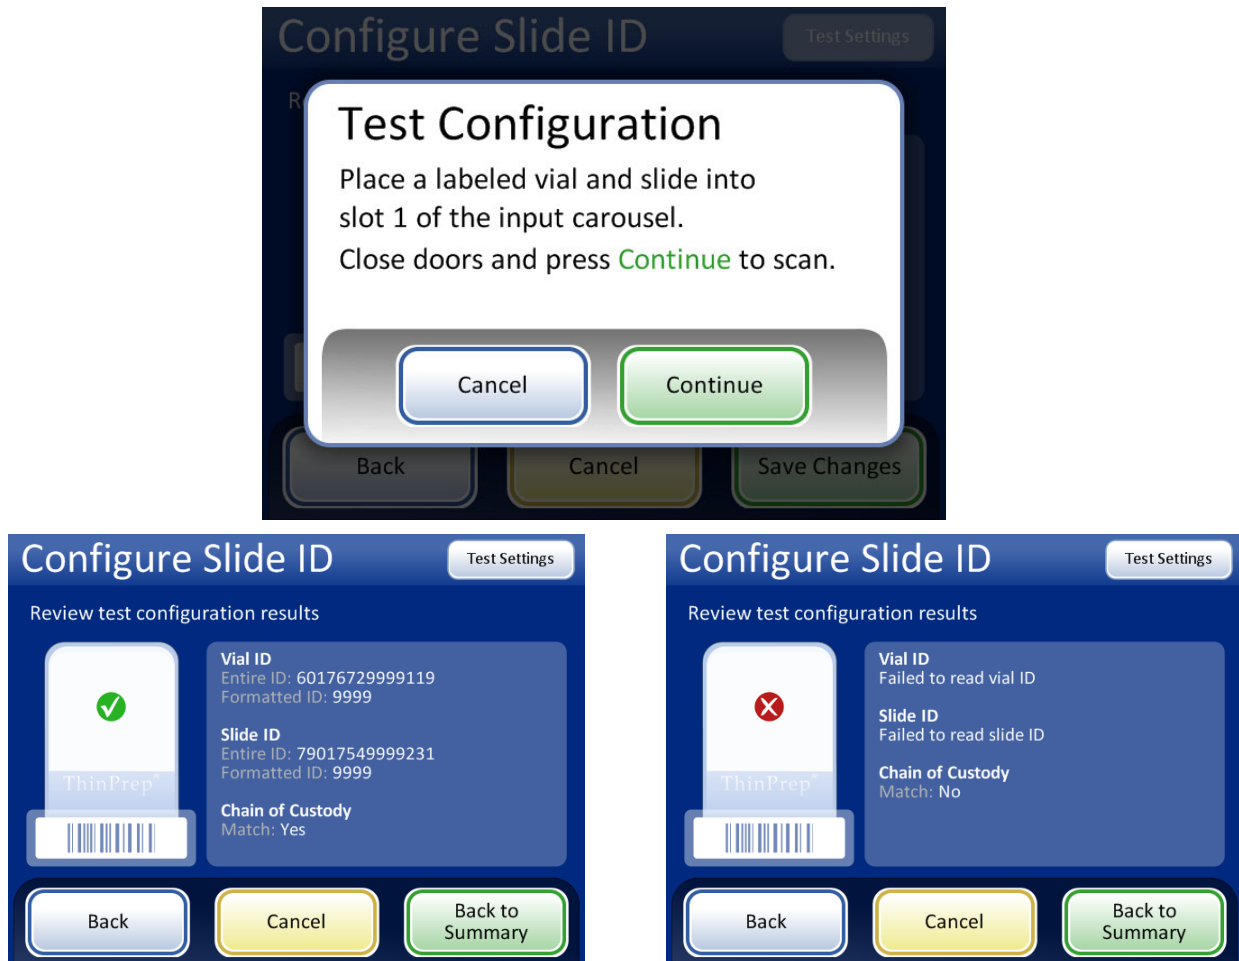 Configure Slide ID
Test Settings
R
Test Configuration
Place a labeled vial and slide into
slot 1 of the input carousel.
Close doors and press Continue to scan.
Cancel
Continue
Back
Cancel
Save Changes
Configure Slide ID
Test Settings
Review test configuration results
Vial ID
Entire ID: 60176729999119
Formatted ID: 9999
Slide ID
Entire ID: 79017549999231
Formatted ID: 9999
Chain of Custody
Match: Yes
ThinPrep®
Back
Cancel
Back to
Summary
Configure Slide ID
Test Settings
Review test configuration results
Vial ID
Failed to read vial ID
Slide ID
Failed to read slide ID
Chain of Custody
Match: No
ThinPrep®
Back
Cancel
Back to
Summary